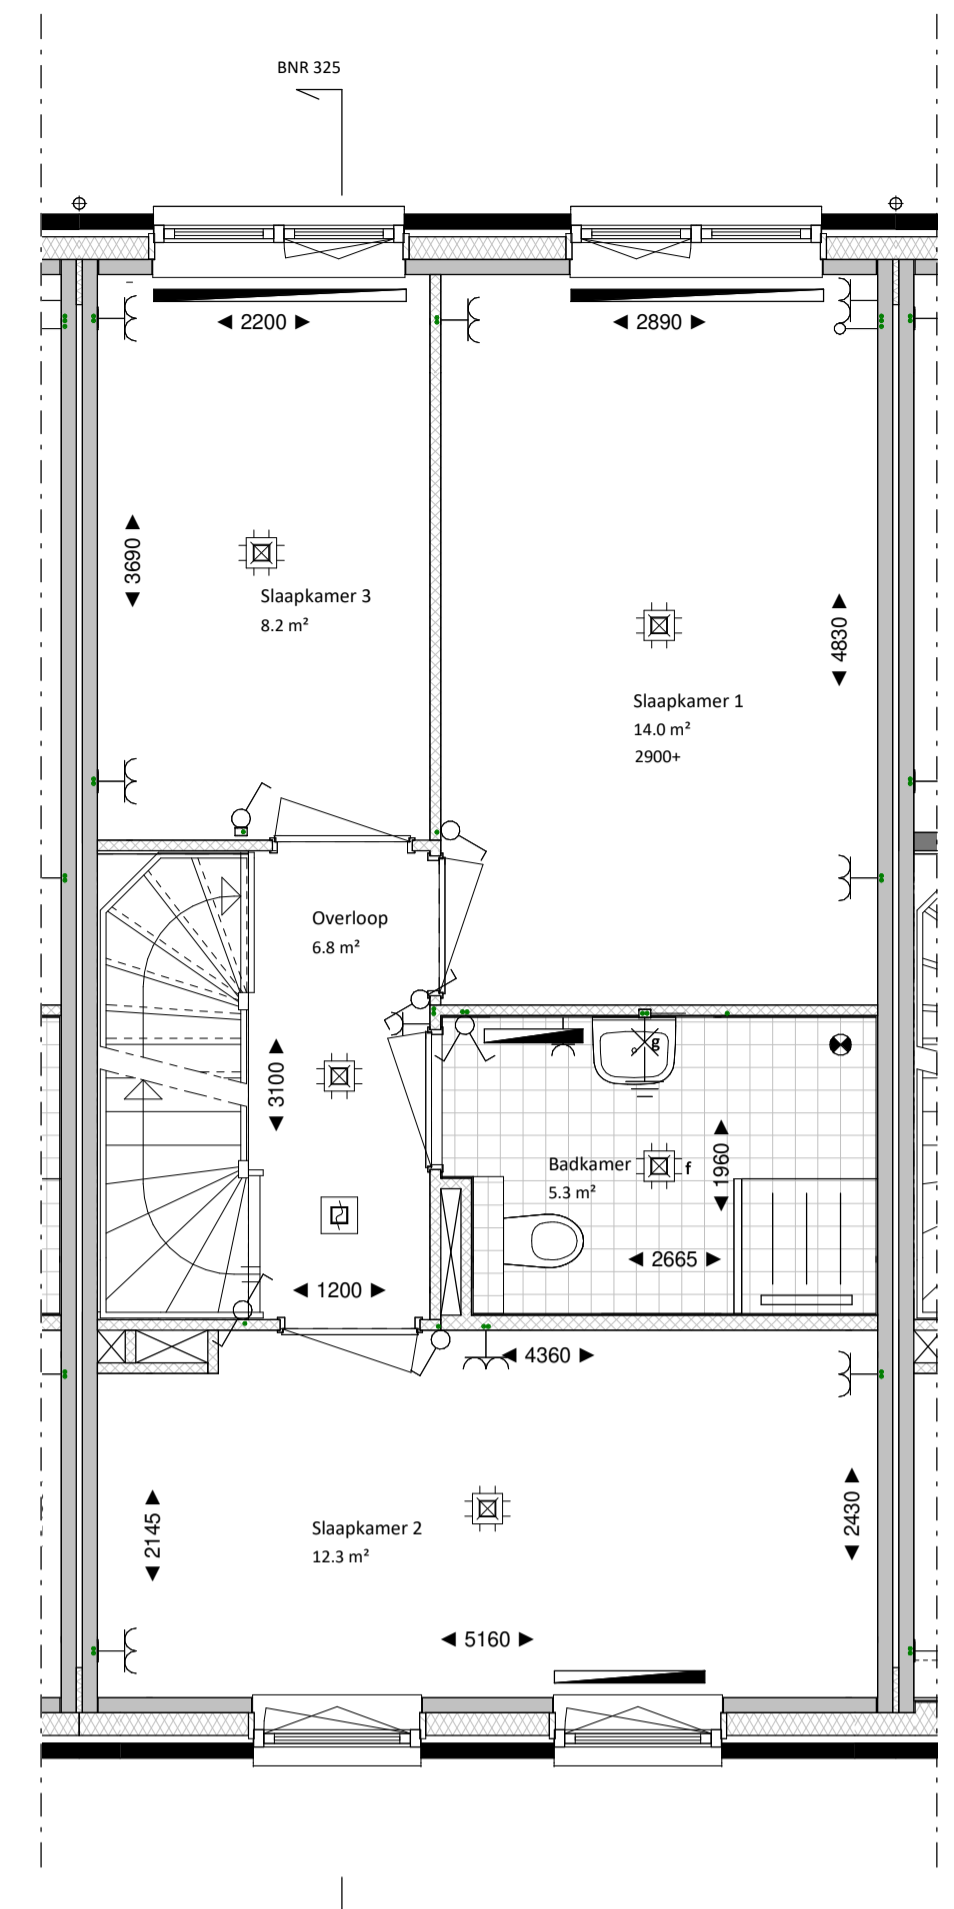 BNR 325
2200
2890
3690
Slaapkamer 3
8.2 m²
4830
Slaapkamer 1
14.0 m²
2900+
Overloop
6.8 m²
3100
g
Badkamer
f
5.3 m²
1960
2665
1200
4360
2145
2430
Slaapkamer 2
12.3 m²
5160